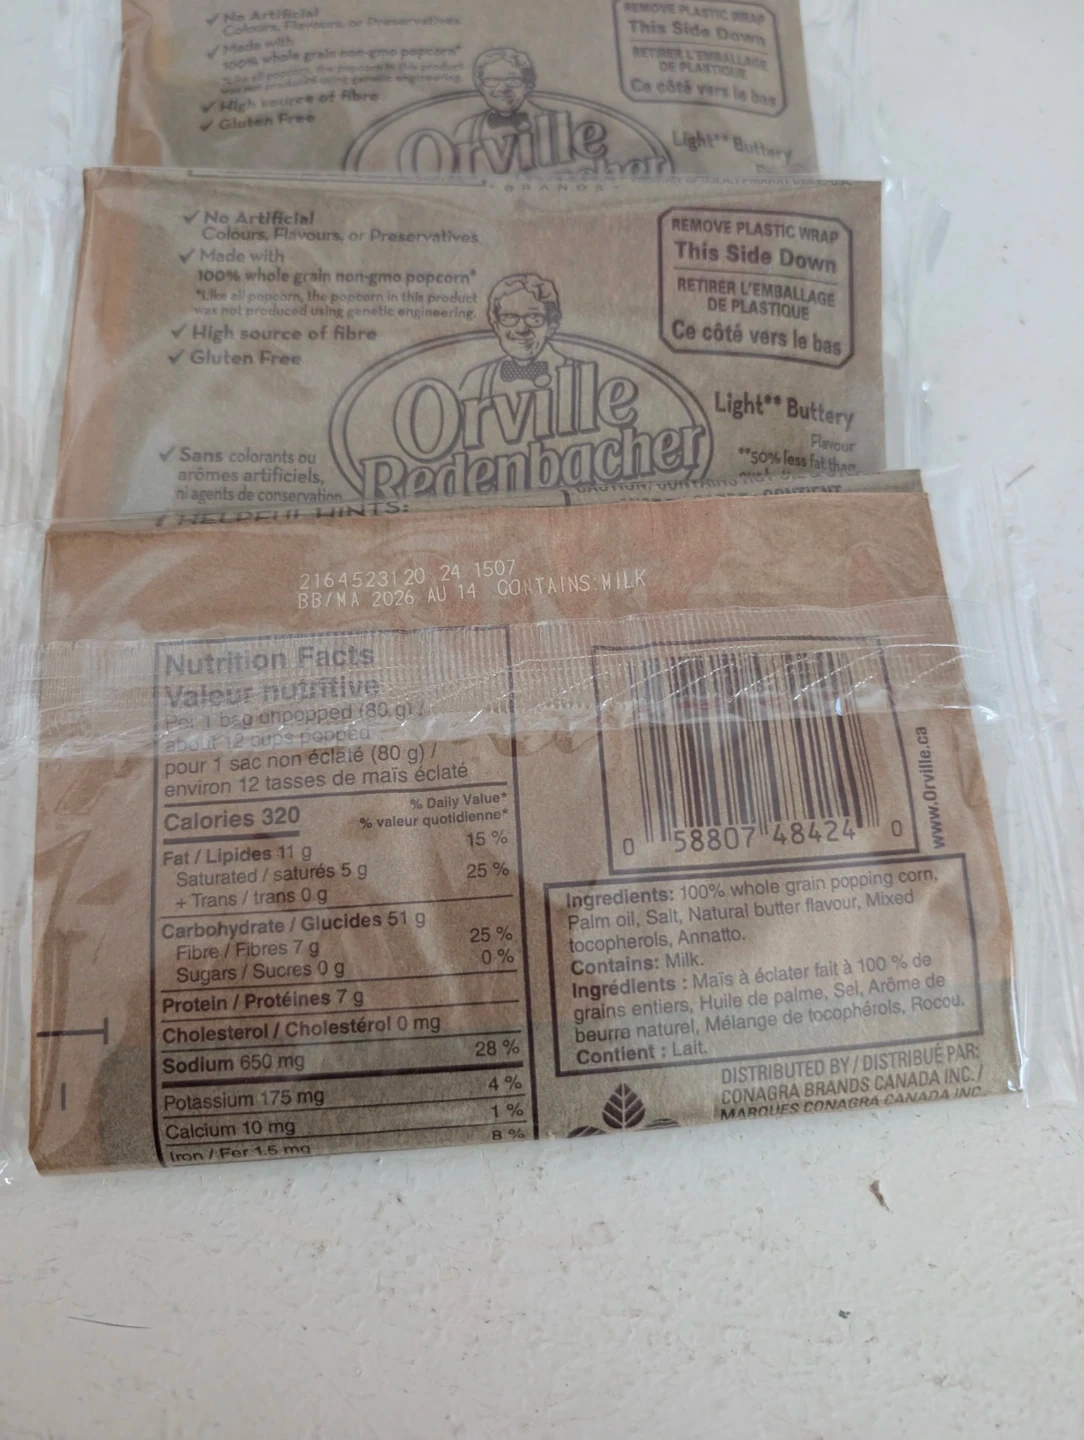 ✓ No Artificial
Colours, Flavours, or Preservatives
✓ Made with
100% whole grain non-gmo popcorn*
✓ High source of fibre
✓ Gluten Free
REMOVE PLASTIC WRAP
This Side Down
RETIRER L'EMBALLAGE
DE PLASTIQUE
Ce côté vers le bas
Orville
Light** Buttery
✓ No Artificial
Colours, Flavours, or Preservatives
✓ Made with
100% whole grain non-gmo popcorn*
*Like all popcorn, the popcorn in this product
was not produced using genetic engineering.
✓ High source of fibre
✓ Gluten Free
✓ Sans colorants ou
arômes artificiels,
ni agents de conservation
REMOVE PLASTIC WRAP
This Side Down
RETIRER L'EMBALLAGE
DE PLASTIQUE
Ce côté vers le bas
Orville
Redenbacher
Light** Buttery
Flavour
**50% less fat than
HELPFUL HINTS:
2164523120 24 1507
BB/MA 2026 AU 14 CONTAINS:MILK
Nutrition Facts
Valeur nutritive
Per 1 bag unpopped (80 g) /
about 12 cups popped
pour 1 sac non éclaté (80 g) /
environ 12 tasses de maïs éclaté
Calories 320
% Daily Value*
% valeur quotidienne*
Fat / Lipides 11 g 15 %
Saturated / saturés 5 g
+ Trans / trans 0 g 25 %
Carbohydrate / Glucides 51 g
Fibre / Fibres 7 g 25 %
Sugars / Sucres 0 g 0 %
Protein / Protéines 7 g
Cholesterol / Cholestérol 0 mg
Sodium 650 mg 28 %
Potassium 175 mg 4 %
Calcium 10 mg 1 %
Iron / Fer 1.5 mg 8 %
0 58807 48424 0
www.Orville.ca
Ingredients: 100% whole grain popping corn,
Palm oil, Salt, Natural butter flavour, Mixed
tocopherols, Annatto.
Contains: Milk.
Ingrédients : Maïs à éclater fait à 100 % de
grains entiers, Huile de palme, Sel, Arôme de
beurre naturel, Mélange de tocophérols, Rocou.
Contient : Lait.
DISTRIBUTED BY / DISTRIBUÉ PAR:
CONAGRA BRANDS CANADA INC. /
MARQUES CONAGRA CANADA INC.